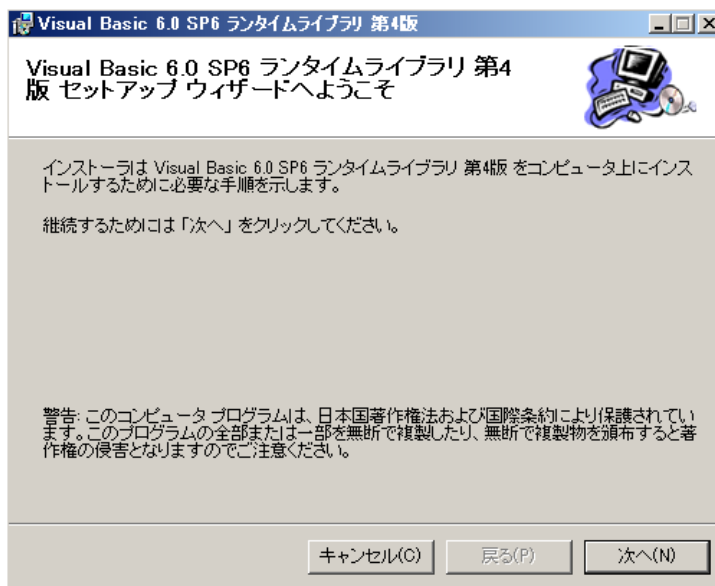 Visual Basic 6.0 SP6 ランタイムライブラリ 第4版
Visual Basic 6.0 SP6 ランタイムライブラリ 第4
版 セットアップ ウィザードへようこそ
インストーラは Visual Basic 6.0 SP6 ランタイムライブラリ 第4版 をコンピュータ上にインス
トールするために必要な手順を示します。
継続するためには「次へ」をクリックしてください。
警告: このコンピュータ プログラムは、日本国著作権法および国際条約により保護されてい
ます。このプログラムの全部または一部を無断で複製したり、無断で複製物を頒布すると著
作権の侵害となりますのでご注意ください。
キャンセル(C) 戻る(P) 次へ(N)